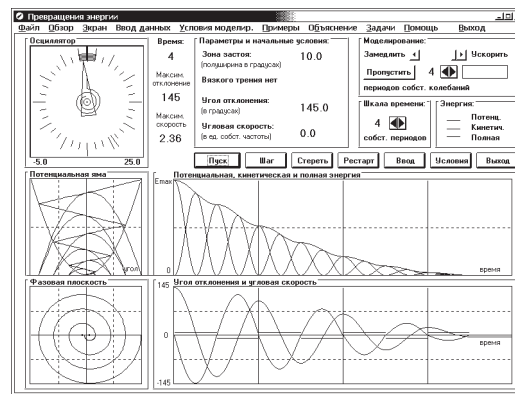 Превращения энергии
Файл Обзор Экран Ввод данных Условия моделир. Примеры Объяснение Задачи Помощь Выход
Осциллятор
-5.0 25.0
Время:
4
Максим. отклонение
145
Максим. скорость
2.36
Параметры и начальные условия:
Зона застоя: 10.0
(полуширина в градусах)
Вязкого трения нет
Угол отклонения: 145.0
(в градусах)
Угловая скорость: 0.0
(в ед. собст. частоты)
Моделирование:
Замедлить Ускорить
Пропустить 4
периодов собст. колебаний
Шкала времени:
4
собст. периодов
Энергия:
Потенц.
Кинетич.
Полная
Пуск Шаг Стереть Рестарт Ввод Условия Выход
Потенциальная яма
угол
Потенциальная, кинетическая и полная энергия
Emax
0
время
Фазовая плоскость
Угол отклонения и угловая скорость
145
0
-145
время